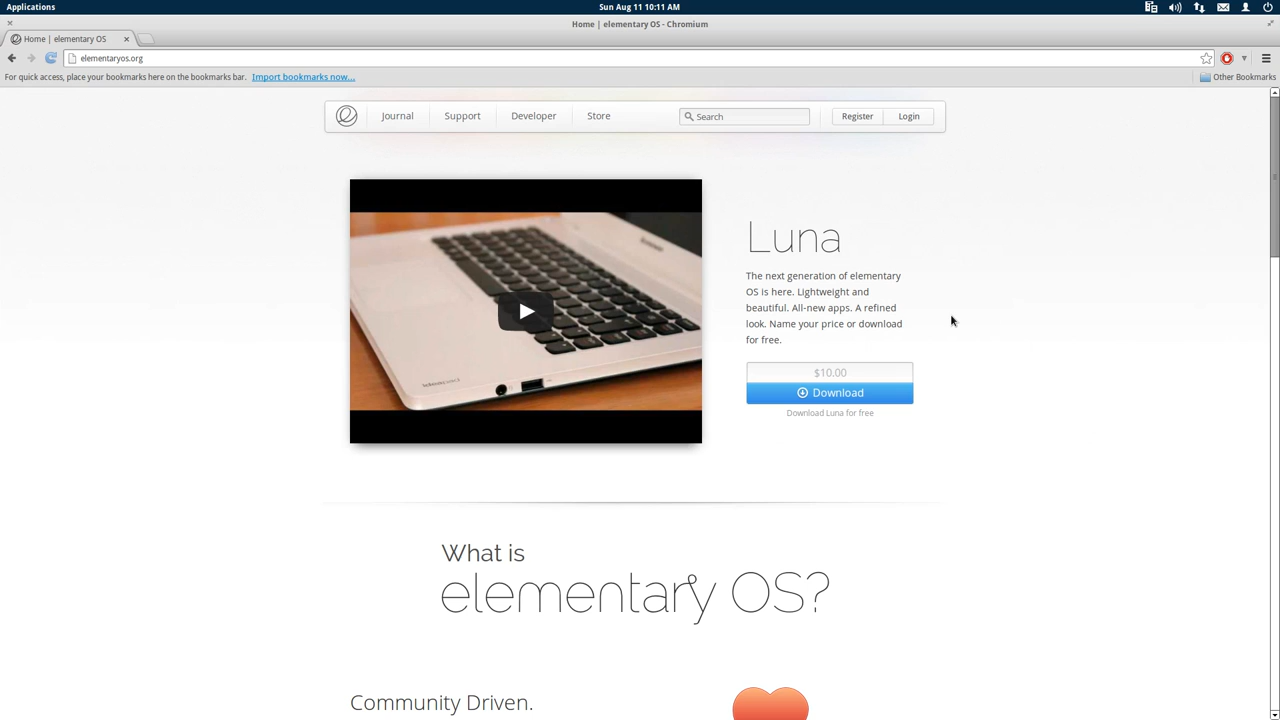 Applications
Sun Aug 11 10:11 AM
Home | elementary OS - Chromium
Home | elementary OS
elementaryos.org
For quick access, place your bookmarks here on the bookmarks bar. Import bookmarks now...
Other Bookmarks
Journal
Support
Developer
Store
Search
Register
Login
Luna
The next generation of elementary
OS is here. Lightweight and
beautiful. All-new apps. A refined
look. Name your price or download
for free.
$10.00
Download
Download Luna for free
What is
elementary OS?
Community Driven.